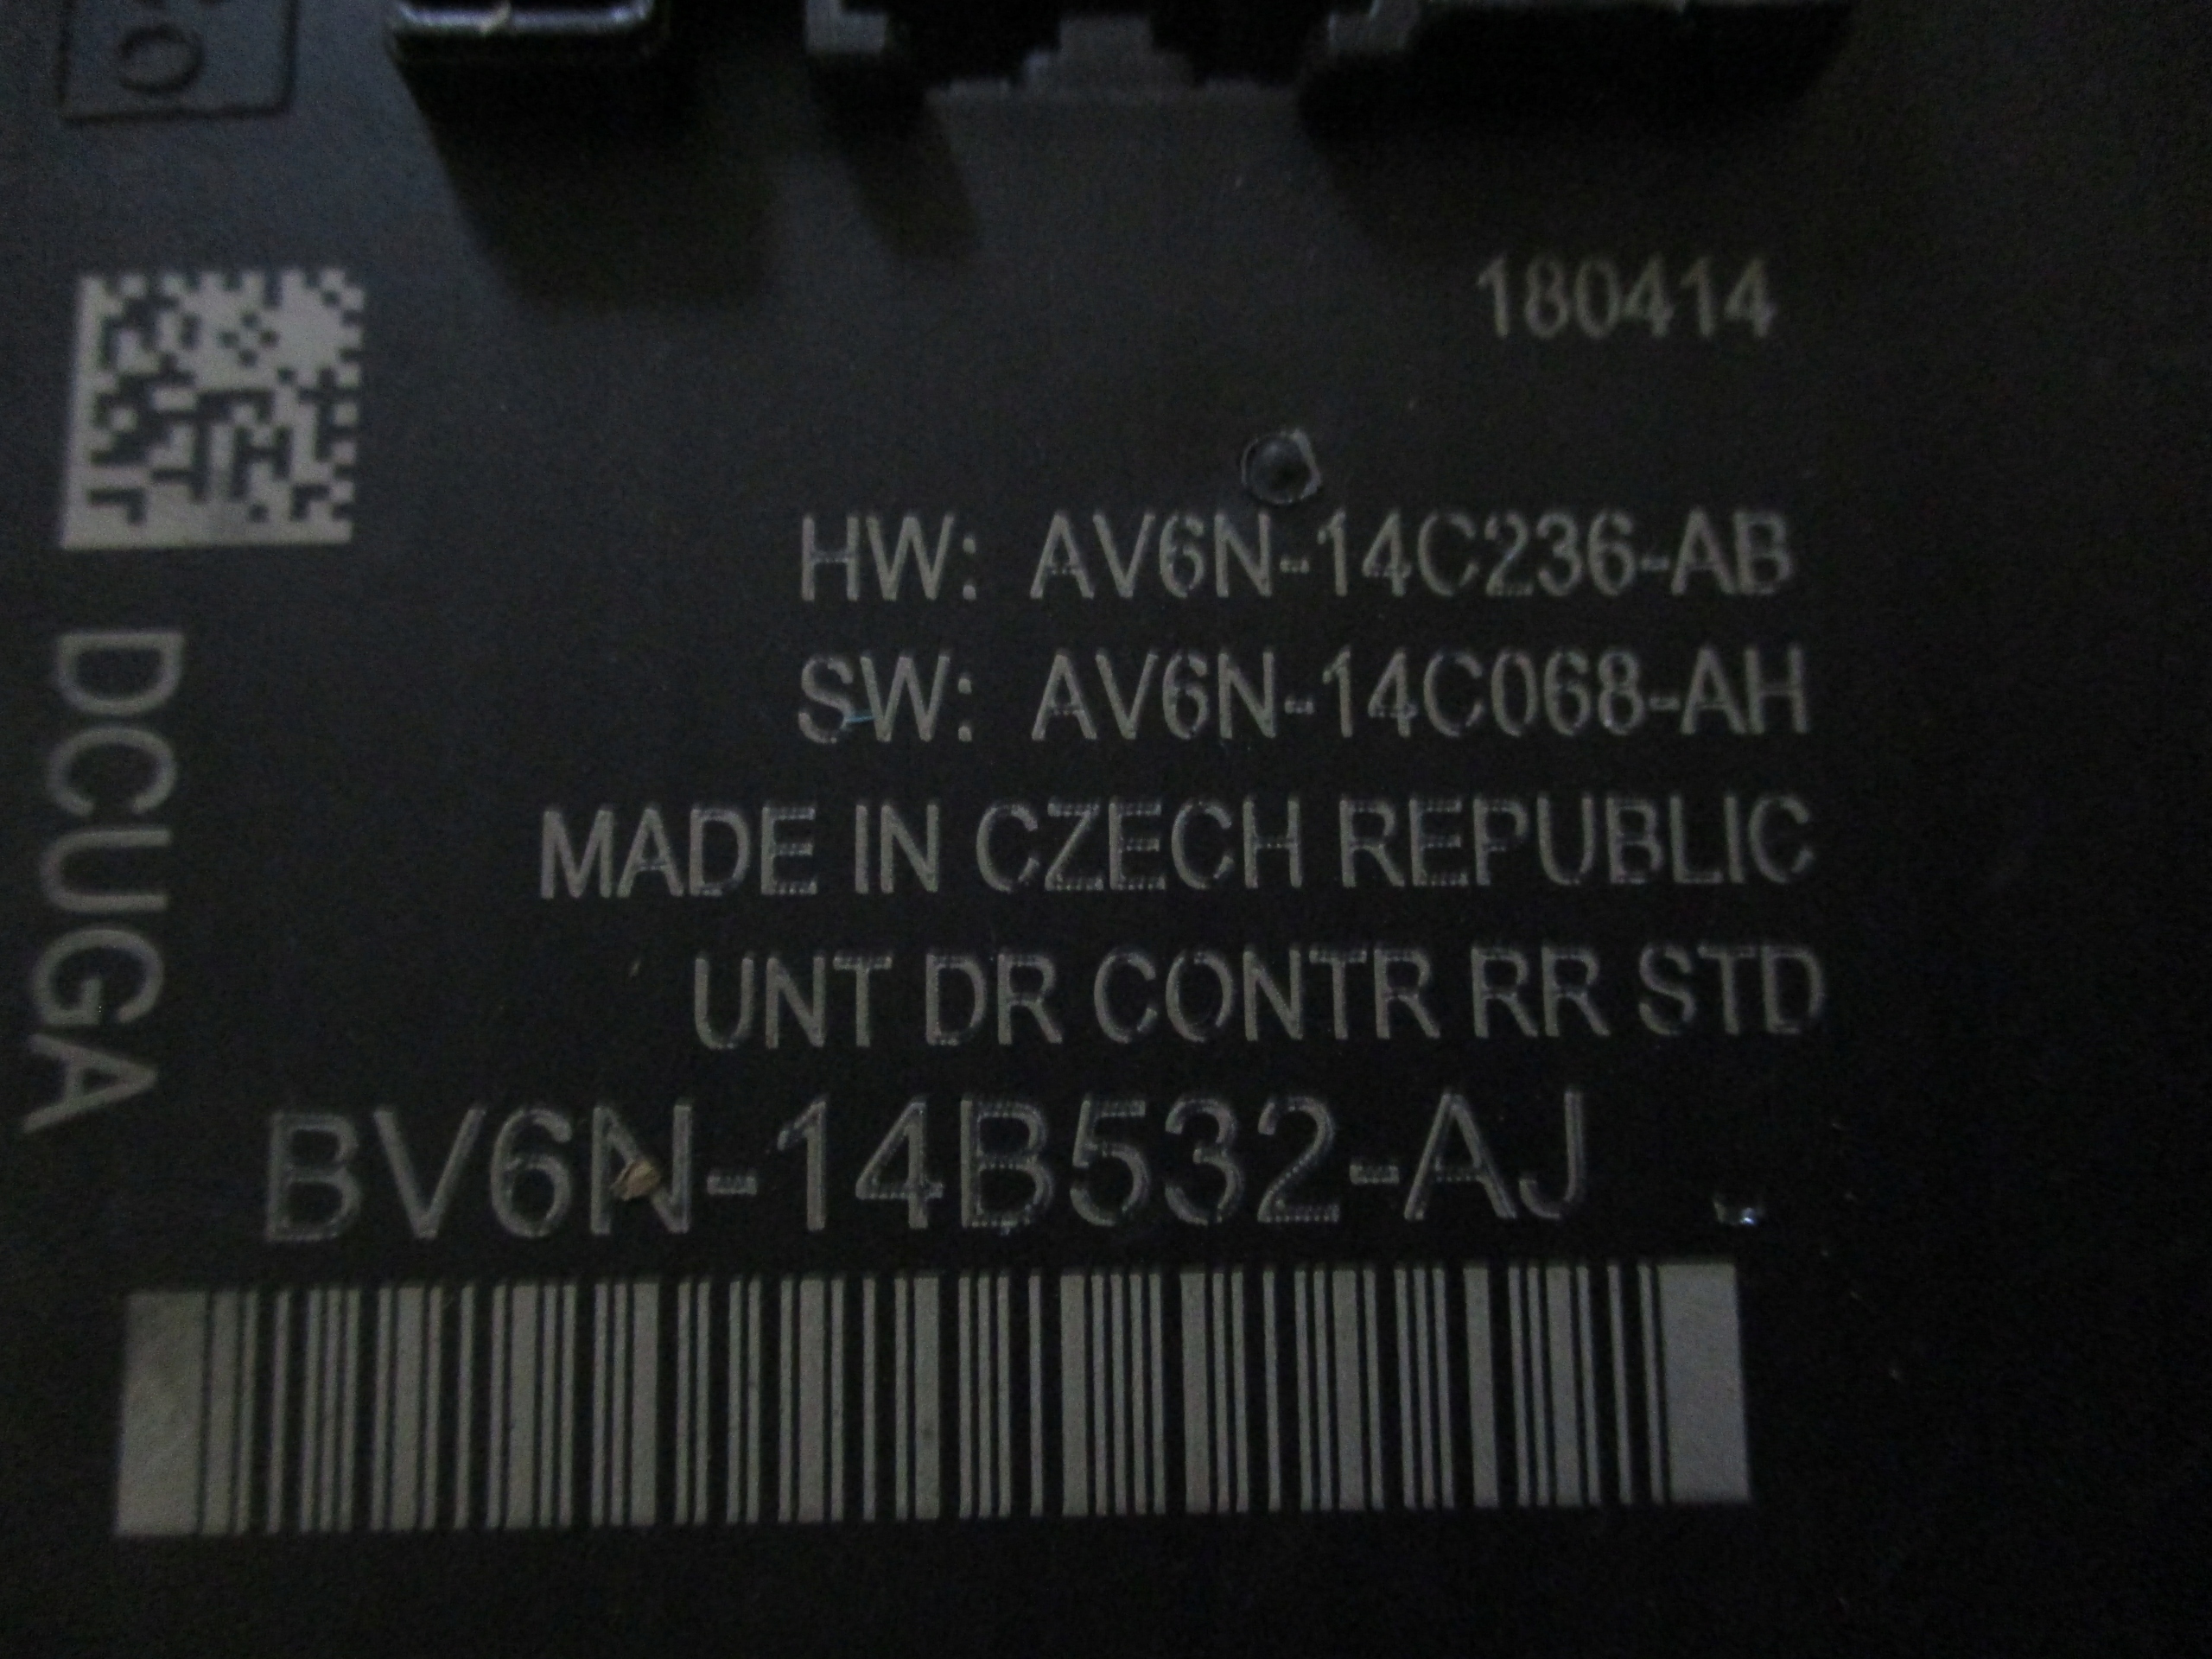 180414
HW: AV6N-14C236-AB
SW: AV6N-14C068-AH
MADE IN CZECH REPUBLIC
UNT DR CONTR RR STD
BV6N-14B532-AJ
DCUGA